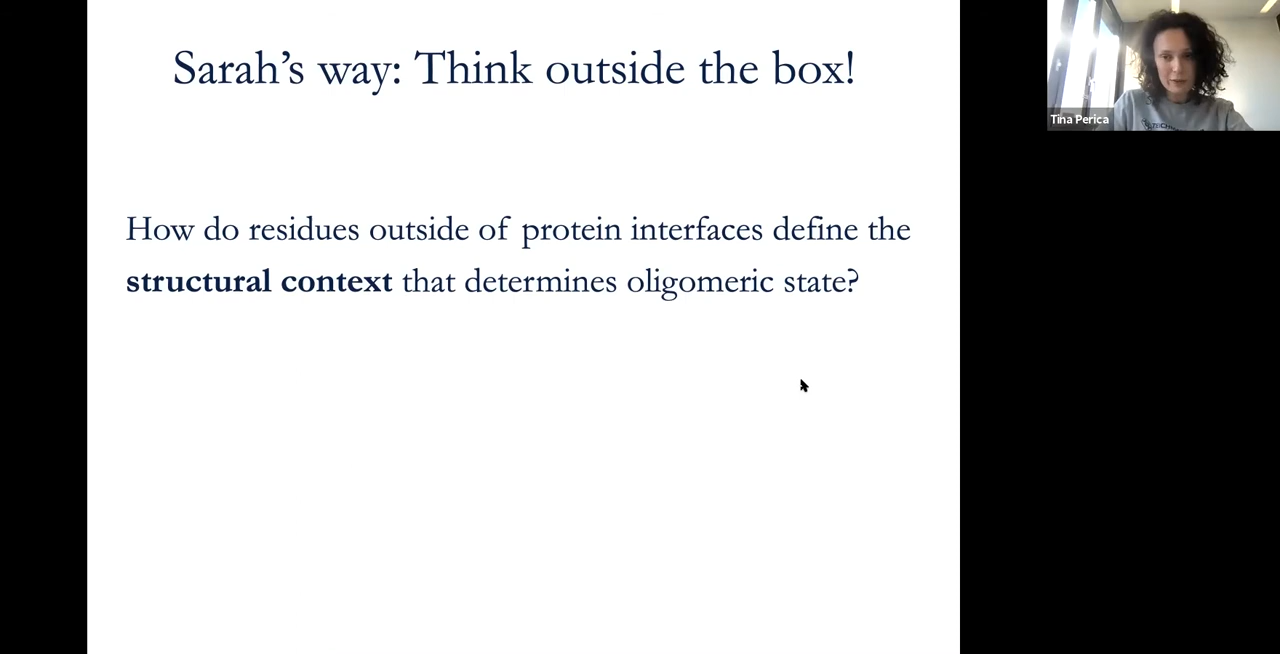 Sarah’s way: Think outside the box!
How do residues outside of protein interfaces define the
structural context that determines oligomeric state?
Tina Perica